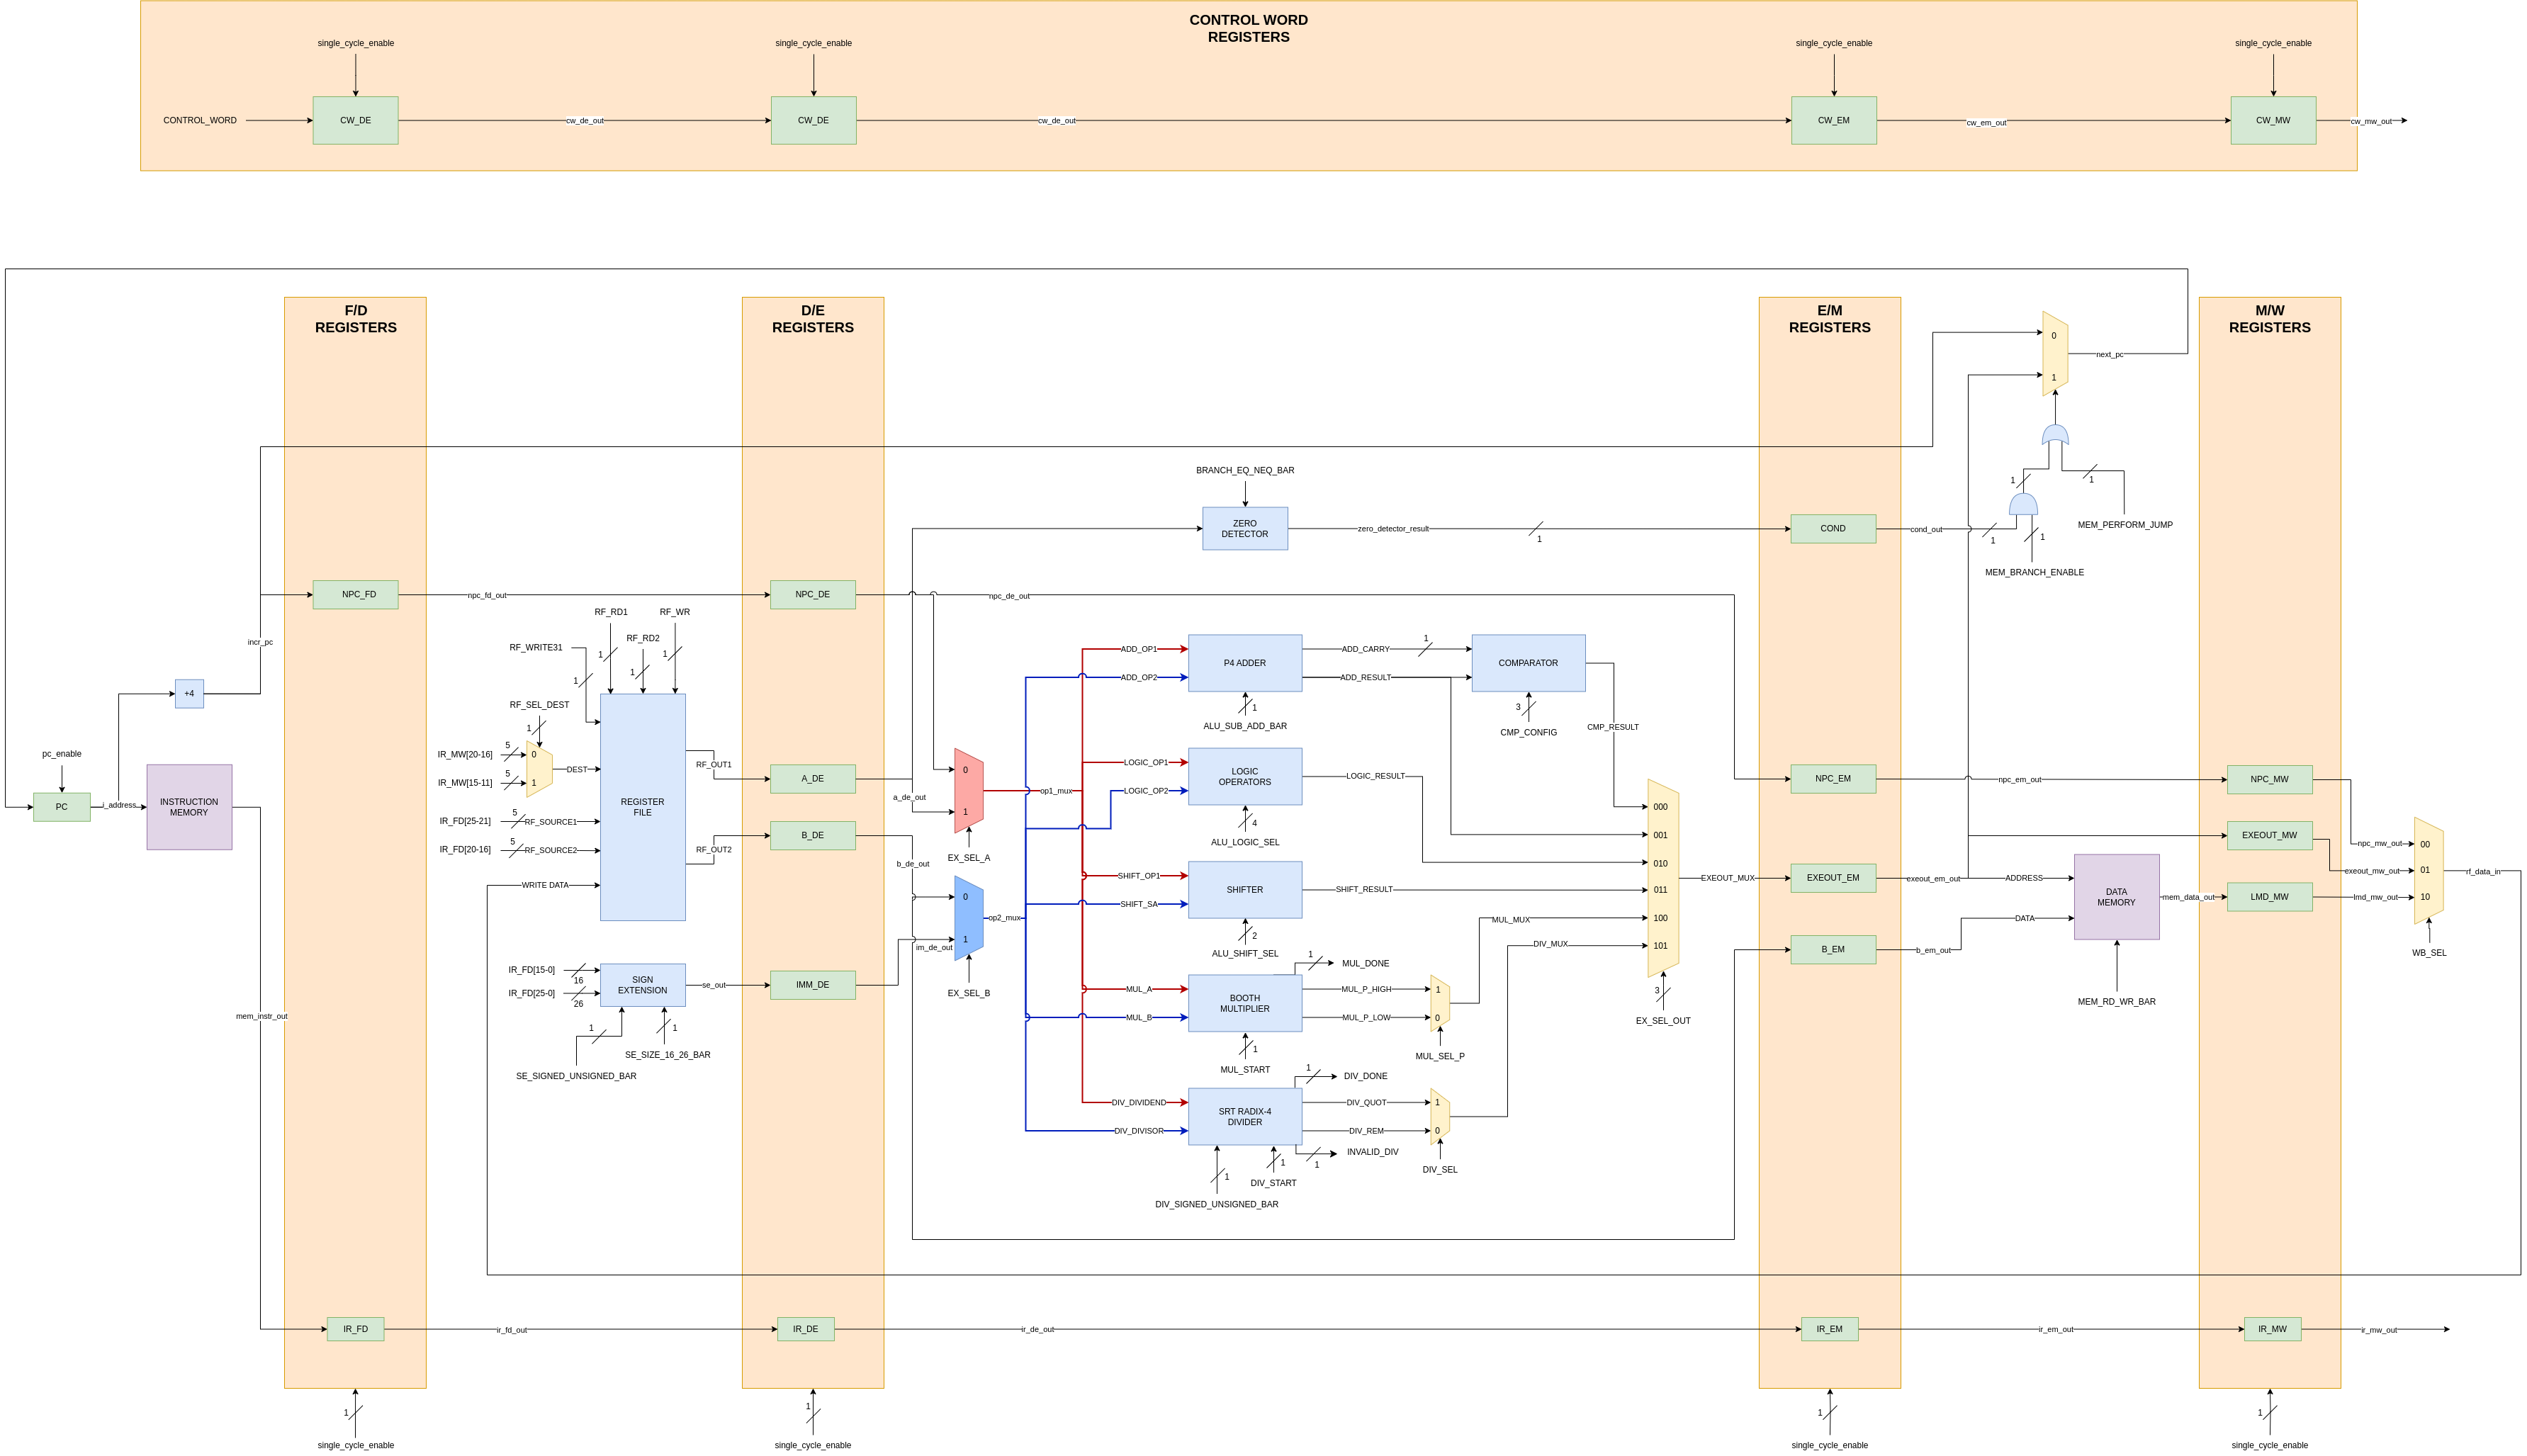 CONTROL WORD
REGISTERS
single_cycle_enable
single_cycle_enable
single_cycle_enable
single_cycle_enable
CONTROL_WORD
CW_DE
cw_de_out
CW_DE
cw_de_out
CW_EM
cw_em_out
CW_MW
cw_mw_out
F/D
REGISTERS
D/E
REGISTERS
E/M
REGISTERS
M/W
REGISTERS
0
1
next_pc
BRANCH_EQ_NEQ_BAR
ZERO
DETECTOR
zero_detector_result
1
COND
cond_out
1
1
1
1
MEM_PERFORM_JUMP
MEM_BRANCH_ENABLE
NPC_FD
npc_fd_out
NPC_DE
npc_de_out
incr_pc
+4
pc_enable
PC
i_address
INSTRUCTION
MEMORY
mem_instr_out
RF_RD1
RF_WR
RF_RD2
RF_WRITE31
1
1
1
1
RF_SEL_DEST
1
IR_MW[20-16]
5
0
IR_MW[15-11]
5
1
DEST
IR_FD[25-21]
5
RF_SOURCE1
IR_FD[20-16]
5
RF_SOURCE2
WRITE DATA
REGISTER
FILE
RF_OUT1
RF_OUT2
IR_FD[15-0]
16
IR_FD[25-0]
26
SIGN
EXTENSION
se_out
1
1
SE_SIZE_16_26_BAR
SE_SIGNED_UNSIGNED_BAR
A_DE
B_DE
IMM_DE
a_de_out
b_de_out
im_de_out
0
1
EX_SEL_A
0
1
EX_SEL_B
op1_mux
op2_mux
ADD_OP1
ADD_OP2
P4 ADDER
ADD_CARRY
1
ADD_RESULT
1
ALU_SUB_ADD_BAR
COMPARATOR
3
CMP_CONFIG
CMP_RESULT
LOGIC_OP1
LOGIC_OP2
LOGIC
OPERATORS
LOGIC_RESULT
4
ALU_LOGIC_SEL
SHIFT_OP1
SHIFT_SA
SHIFTER
SHIFT_RESULT
2
ALU_SHIFT_SEL
MUL_A
MUL_B
BOOTH
MULTIPLIER
1
MUL_DONE
MUL_P_HIGH
MUL_P_LOW
1
0
MUL_SEL_P
MUL_MUX
1
MUL_START
DIV_DIVIDEND
DIV_DIVISOR
SRT RADIX-4
DIVIDER
1
DIV_DONE
DIV_QUOT
DIV_REM
1
0
DIV_SEL
DIV_MUX
INVALID_DIV
1
1
DIV_START
1
DIV_SIGNED_UNSIGNED_BAR
000
001
010
011
100
101
3
EX_SEL_OUT
EXEOUT_MUX
NPC_EM
npc_em_out
EXEOUT_EM
exeout_em_out
ADDRESS
B_EM
b_em_out
DATA
DATA
MEMORY
mem_data_out
MEM_RD_WR_BAR
NPC_MW
npc_mw_out
EXEOUT_MW
exeout_mw_out
LMD_MW
lmd_mw_out
00
01
10
WB_SEL
rf_data_in
IR_FD
ir_fd_out
IR_DE
ir_de_out
IR_EM
ir_em_out
IR_MW
ir_mw_out
1
1
1
1
single_cycle_enable
single_cycle_enable
single_cycle_enable
single_cycle_enable